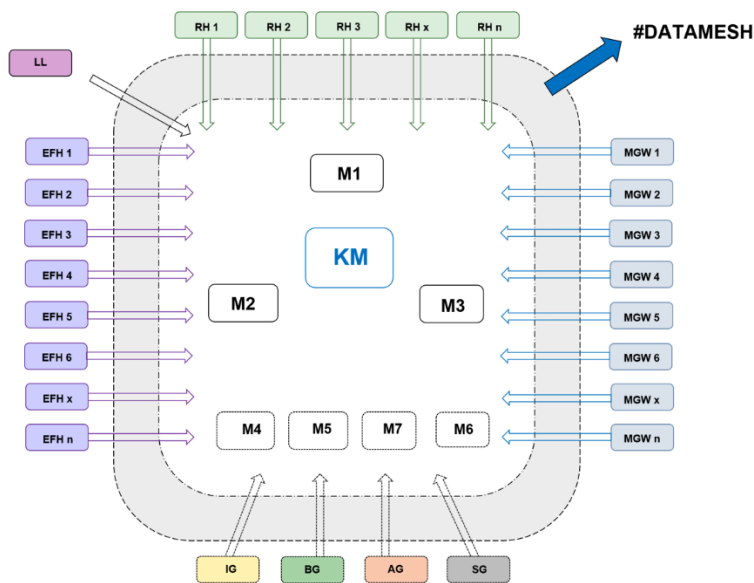 RH 1
RH 2
RH 3
RH x
RH n
#DATAMESH
LL
EFH 1
EFH 2
EFH 3
EFH 4
EFH 5
EFH 6
EFH x
EFH n
M1
KM
M2
M3
M4
M5
M7
M6
MGW 1
MGW 2
MGW 3
MGW 4
MGW 5
MGW 6
MGW x
MGW n
IG
BG
AG
SG